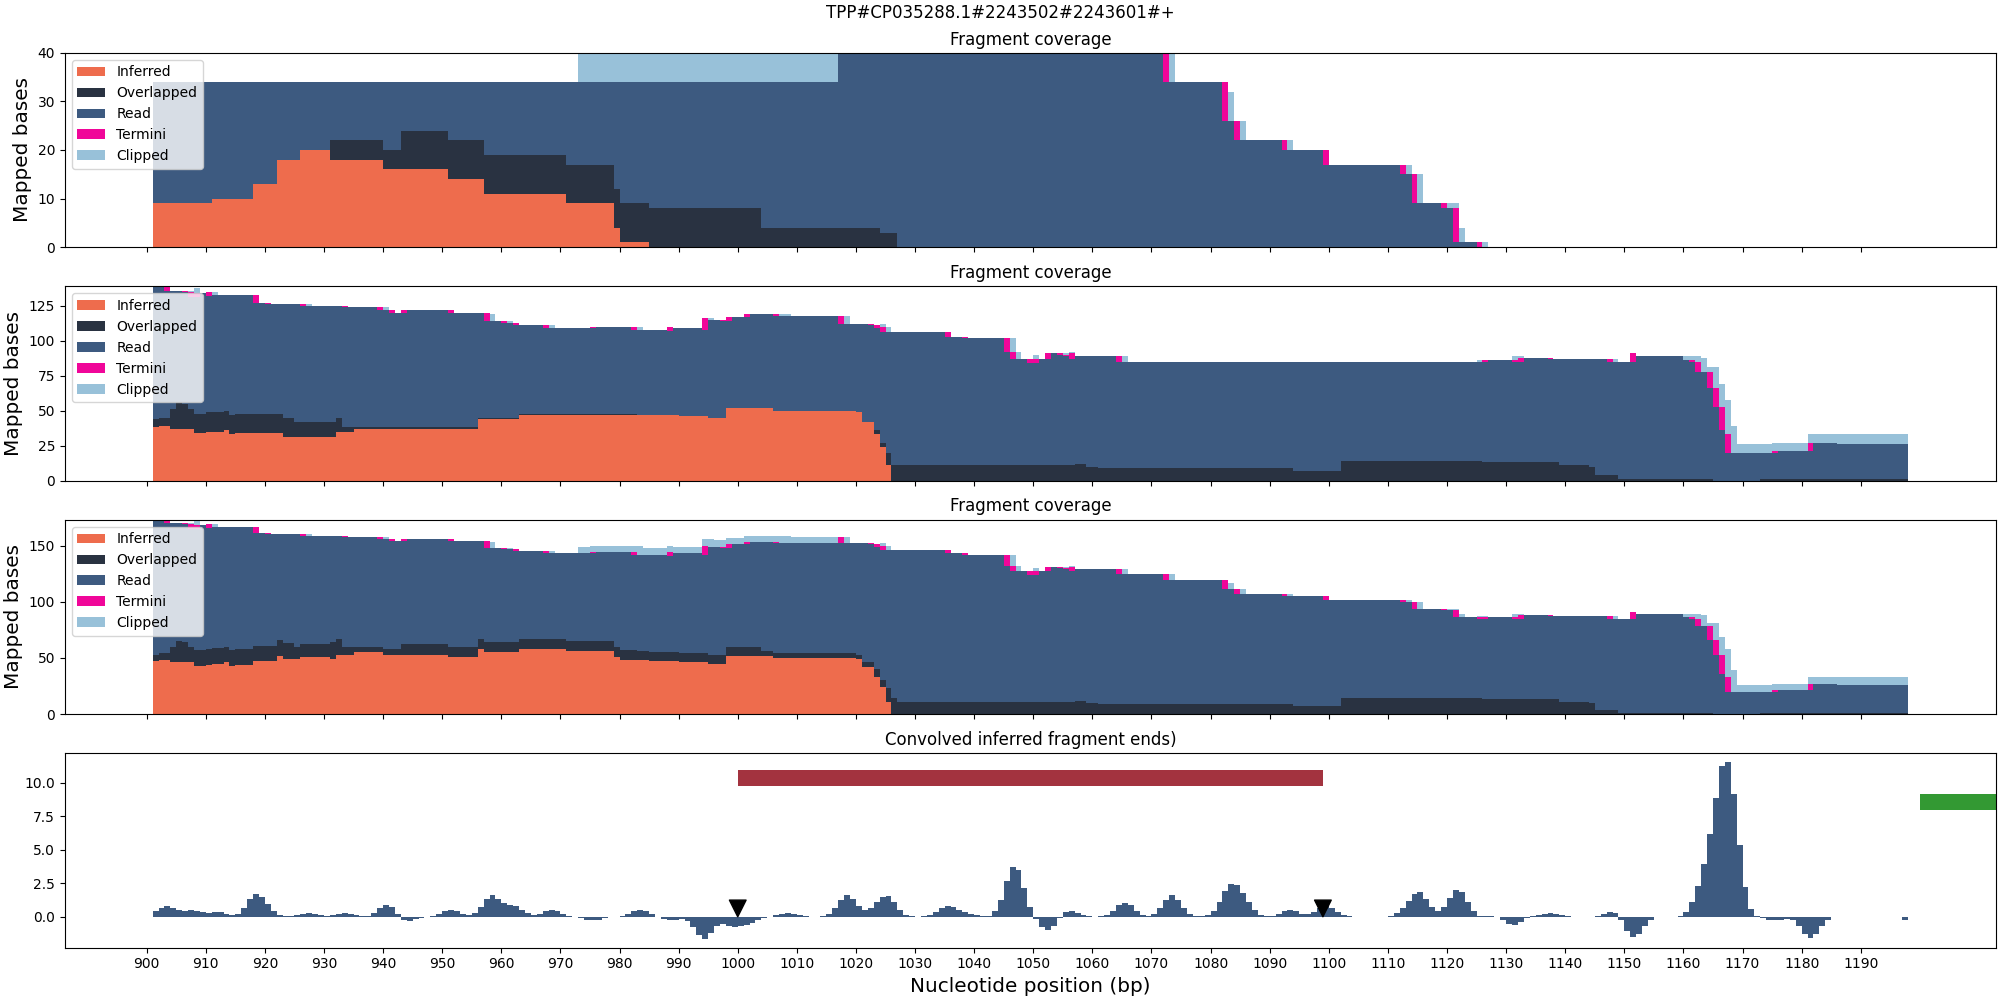 TPP#CP035288.1#2243502#2243601#+
Fragment coverage
Mapped bases
40
30
20
10
0
Inferred
Overlapped
Read
Termini
Clipped
Fragment coverage
Mapped bases
125
100
75
50
25
0
Inferred
Overlapped
Read
Termini
Clipped
Fragment coverage
Mapped bases
150
100
50
0
Inferred
Overlapped
Read
Termini
Clipped
Convolved inferred fragment ends)
10.0
7.5
5.0
2.5
0.0
900 910 920 930 940 950 960 970 980 990 1000 1010 1020 1030 1040 1050 1060 1070 1080 1090 1100 1110 1120 1130 1140 1150 1160 1170 1180 1190
Nucleotide position (bp)